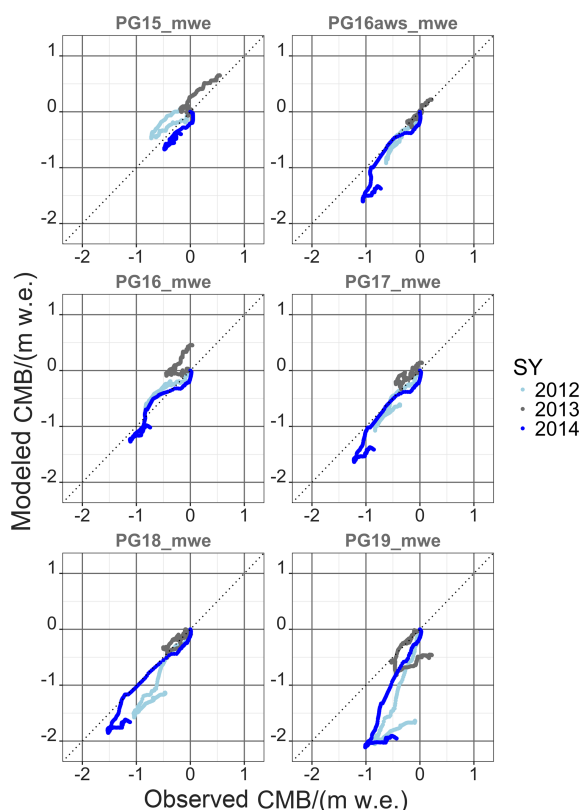 PG15_mwe PG16aws_mwe
1 1
0 0
-1 -1
-2 -2
-2 -1 0 1 -2 -1 0 1
PG16_mwe PG17_mwe
1 1
0 0
-1 -1
-2 -2
-2 -1 0 1 -2 -1 0 1
PG18_mwe PG19_mwe
1 1
0 0
-1 -1
-2 -2
-2 -1 0 1 -2 -1 0 1
Modeled CMB/(m w.e.)
Observed CMB/(m w.e.)
SY
2012
2013
2014